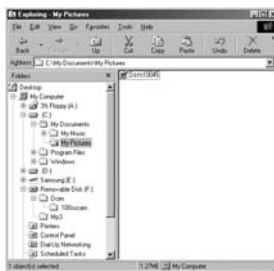 Exploring - My Pictures
File Edit View Go Favorites Tools Help
Back Up Cut Copy Paste Undo Delete
Address C:\My Documents\My Pictures
Folders
Desktop
My Computer
3½ Floppy (A:)
(C:)
My Documents
My Music
My Pictures
Program Files
Windows
(D:)
Samsung (E:)
Removable Disk (F:)
Dcim
100sscam
Mp3
Printers
Control Panel
Dial-Up Networking
Scheduled Tasks
Ssm10045
1 object(s) selected 1.27MB My Computer